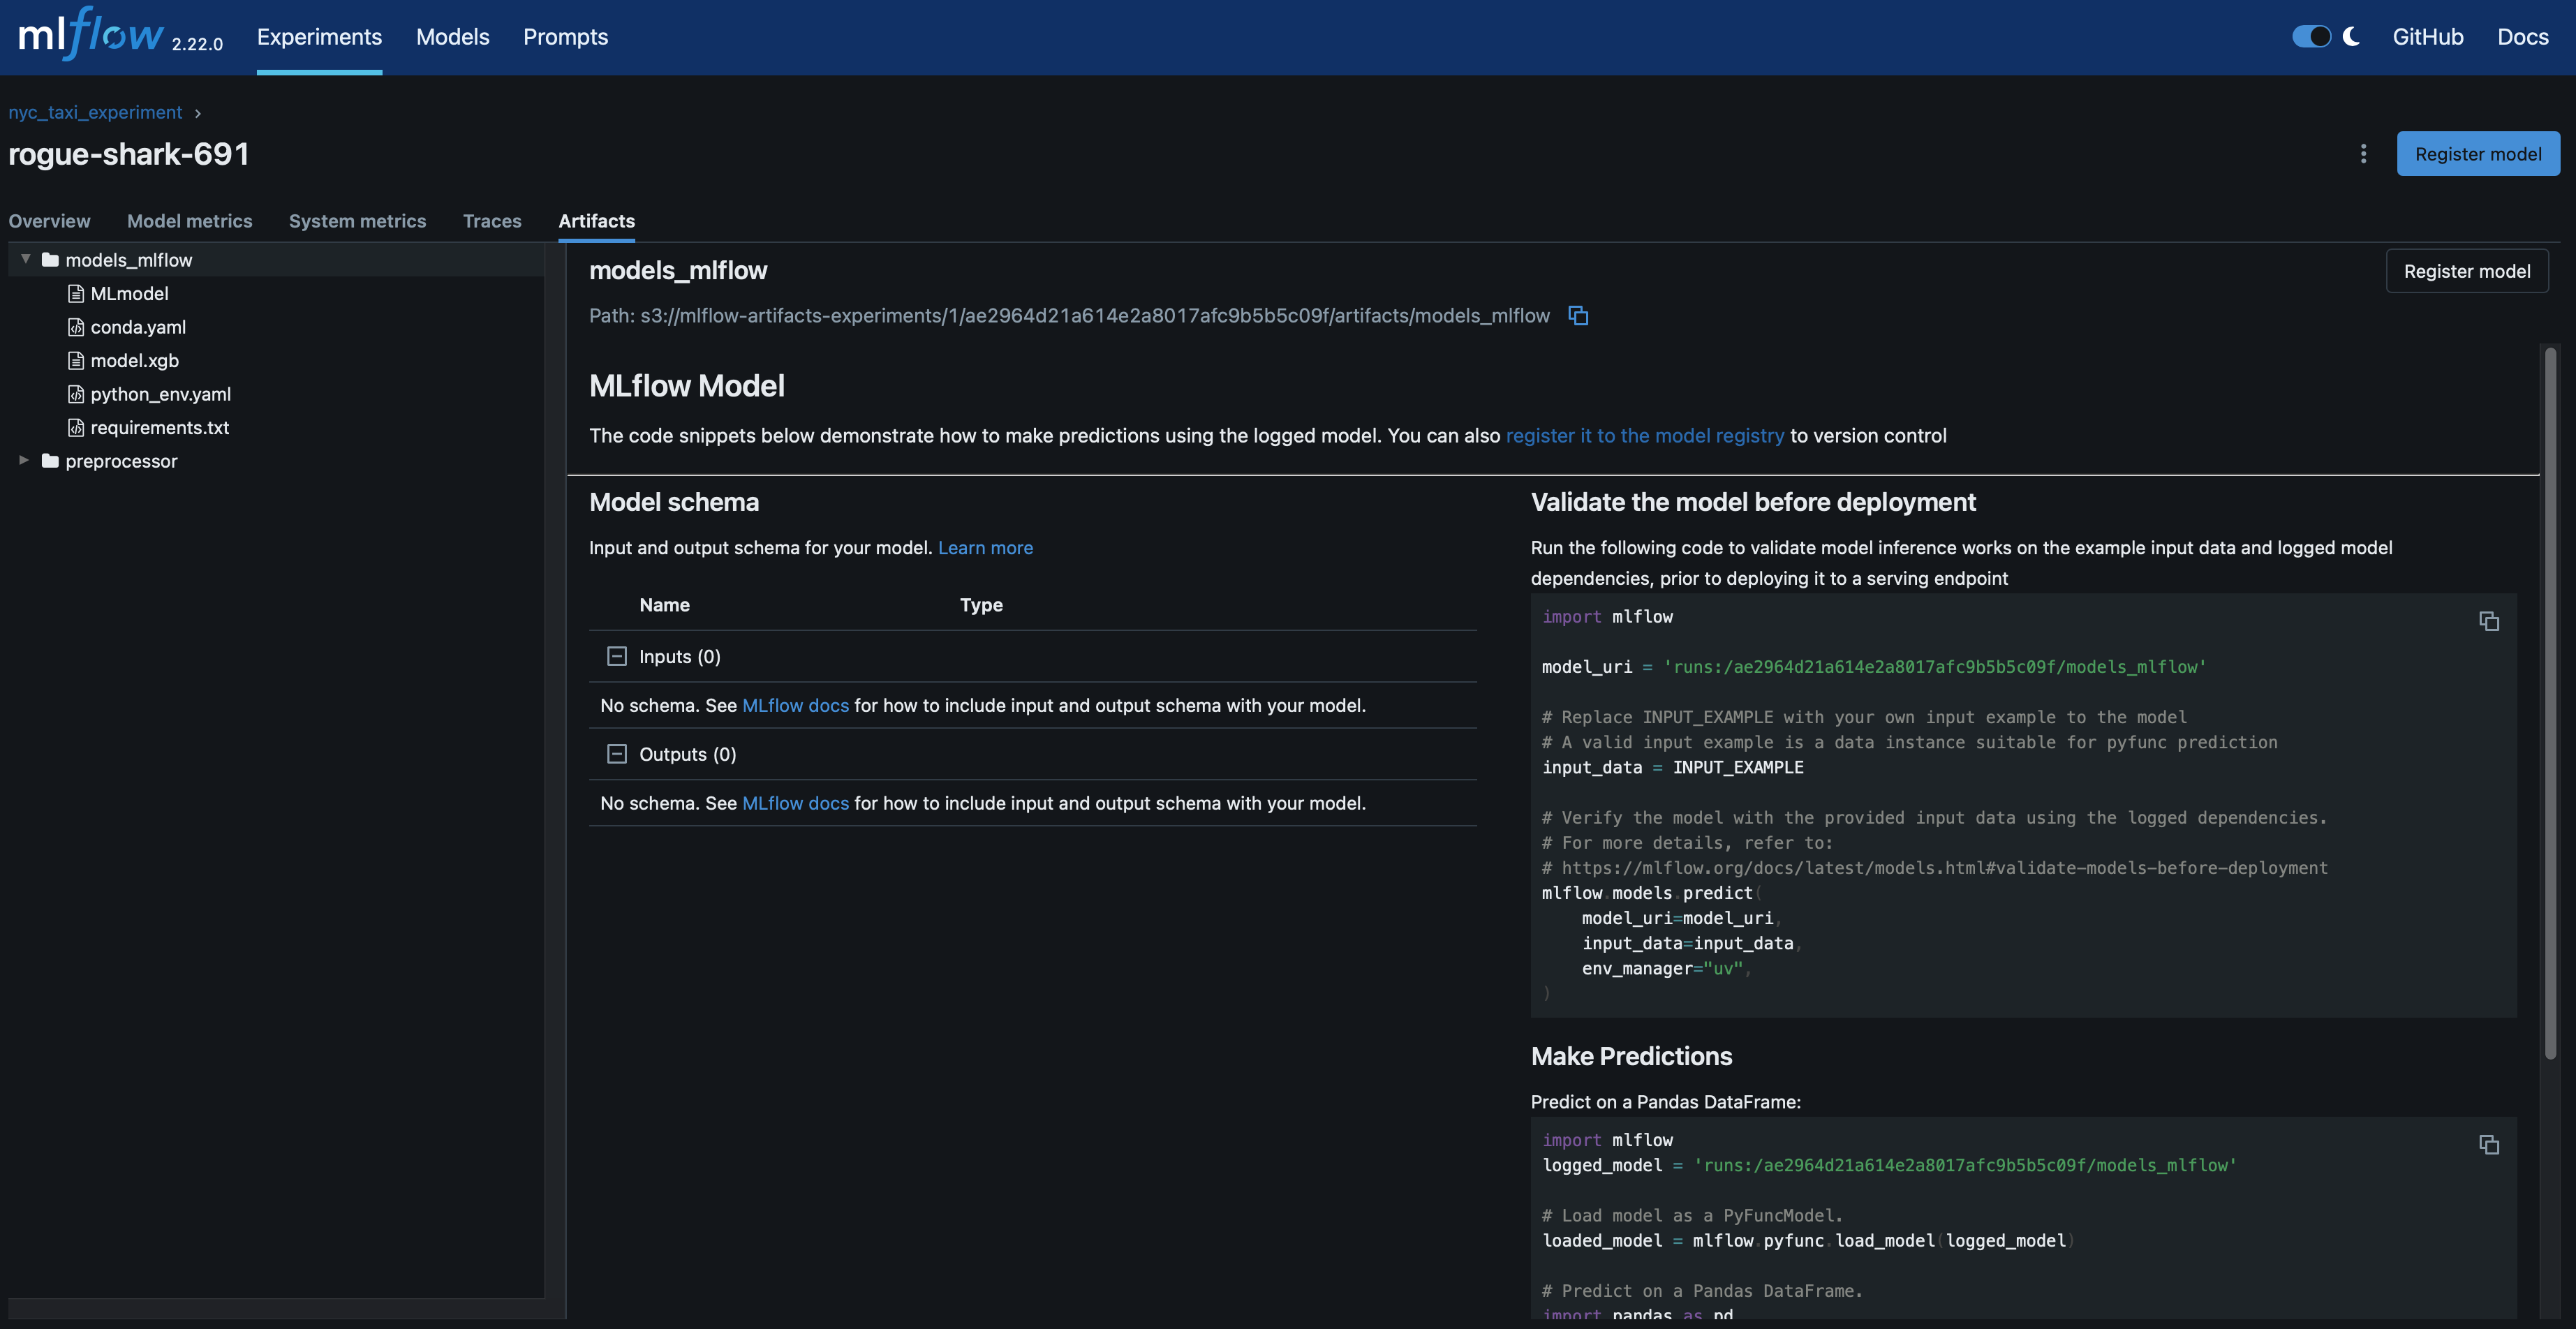 mlflow 2.22.0 Experiments Models Prompts GitHub Docs
nyc_taxi_experiment
rogue-shark-691
Register model
Overview Model metrics System metrics Traces Artifacts
models_mlflow
MLmodel
conda.yaml
model.xgb
python_env.yaml
requirements.txt
preprocessor
models_mlflow
Register model
Path: s3://mlflow-artifacts-experiments/1/ae2964d21a614e2a8017afc9b5b5c09f/artifacts/models_mlflow
MLflow Model
The code snippets below demonstrate how to make predictions using the logged model. You can also register it to the model registry to version control
Model schema
Input and output schema for your model. Learn more
Name Type
Inputs (0)
No schema. See MLflow docs for how to include input and output schema with your model.
Outputs (0)
No schema. See MLflow docs for how to include input and output schema with your model.
Validate the model before deployment
Run the following code to validate model inference works on the example input data and logged model
dependencies, prior to deploying it to a serving endpoint
import mlflow
model_uri = 'runs:/ae2964d21a614e2a8017afc9b5b5c09f/models_mlflow'
# Replace INPUT_EXAMPLE with your own input example to the model
# A valid input example is a data instance suitable for pyfunc prediction
input_data = INPUT_EXAMPLE
# Verify the model with the provided input data using the logged dependencies.
# For more details, refer to:
# https://mlflow.org/docs/latest/models.html#validate-models-before-deployment
mlflow.models.predict(
model_uri=model_uri,
input_data=input_data,
env_manager="uv",
)
Make Predictions
Predict on a Pandas DataFrame:
import mlflow
logged_model = 'runs:/ae2964d21a614e2a8017afc9b5b5c09f/models_mlflow'
# Load model as a PyFuncModel.
loaded_model = mlflow.pyfunc.load_model(logged_model)
# Predict on a Pandas DataFrame.
import pandas as pd